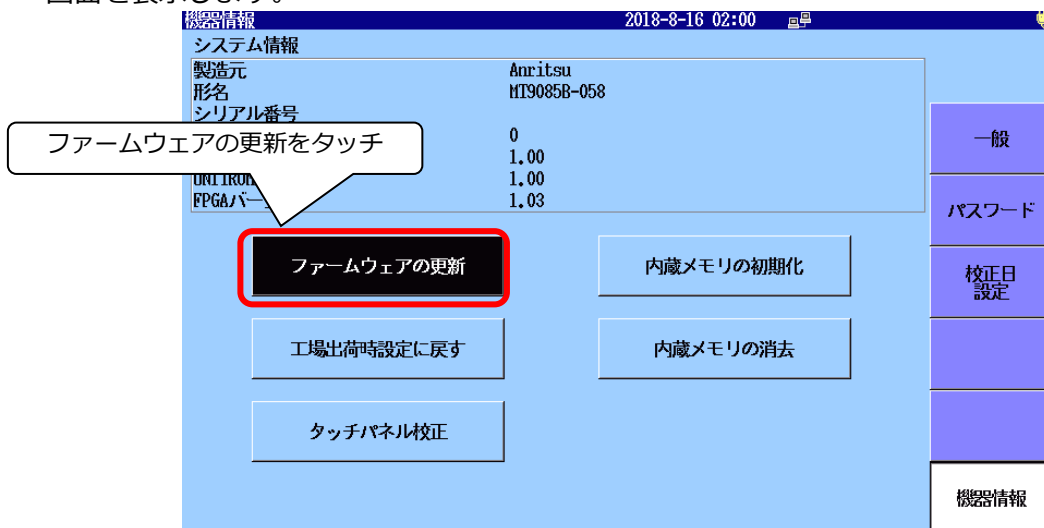 画面を表示します。
機器情報 2018-8-16 02:00
システム情報
製造元 Anritsu
形名 MT9085B-058
シリアル番号
ファームウェアの更新をタッチ
0
1.00
1.00
FPGAバー 1.03
ファームウェアの更新
内蔵メモリの初期化
工場出荷時設定に戻す
内蔵メモリの消去
タッチパネル校正
一般
パスワード
校正日
設定
機器情報